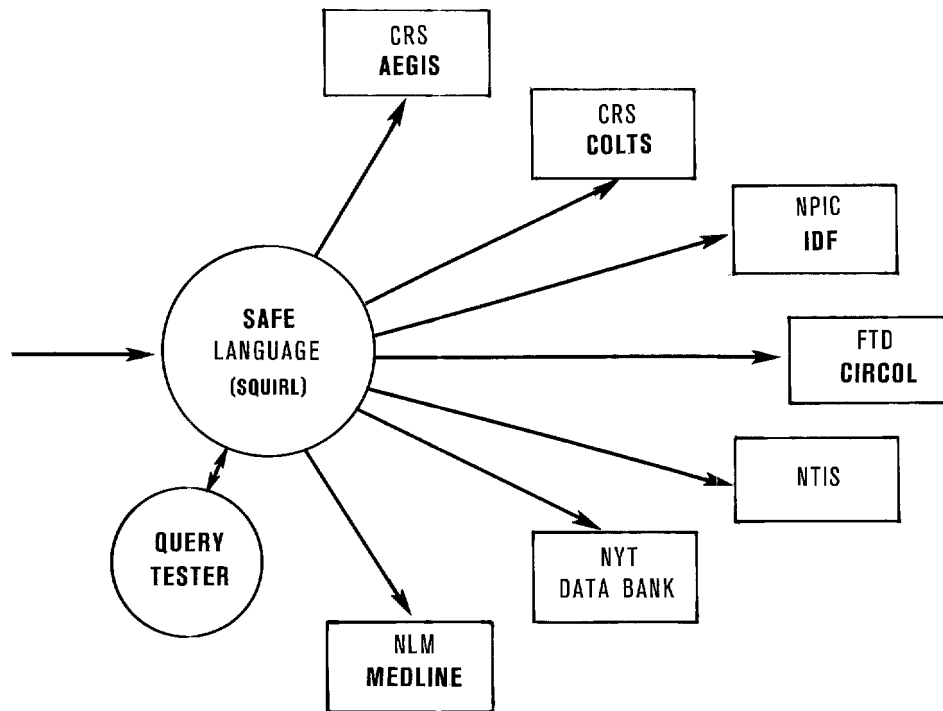 CRS
AEGIS
CRS
COLTS
NPIC
IDF
SAFE
LANGUAGE
(SQUIRL)
FTD
CIRCOL
NTIS
QUERY
TESTER
NYT
DATA BANK
NLM
MEDLINE